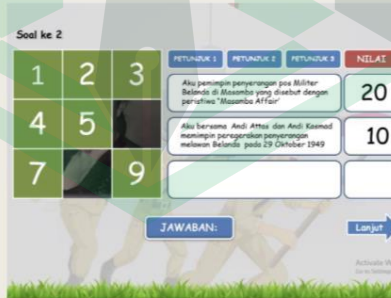 Soal ke 2
PETUNJUK 1 PETUNJUK 2 PETUNJUK 3 NILAI
1 2 3
Aku pemimpin penyerangan pos Militer
Belanda di Masamba yang disebut dengan
peristiwa "Masamba Affair"
20
4 5
Aku bersama Andi Attas dan Andi Kasmad
memimpin pergerakan penyerangan
melawan Belanda pada 29 Oktober 1949
10
7 9
JAWABAN:
Lanjut
Activate